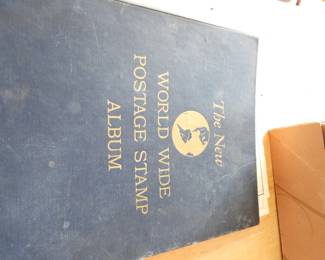 The New
WORLD WIDE
POSTAGE STAMP
ALBUM